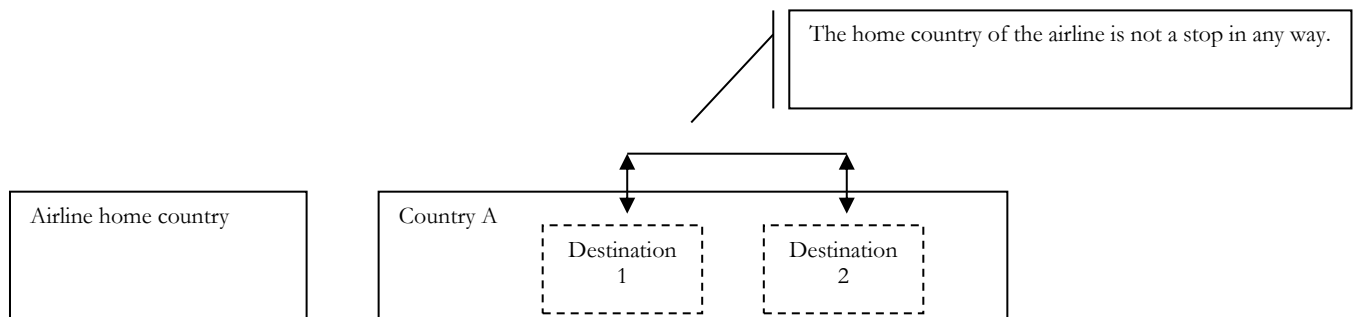 The home country of the airline is not a stop in any way.
Airline home country
Country A
Destination
1
Destination
2